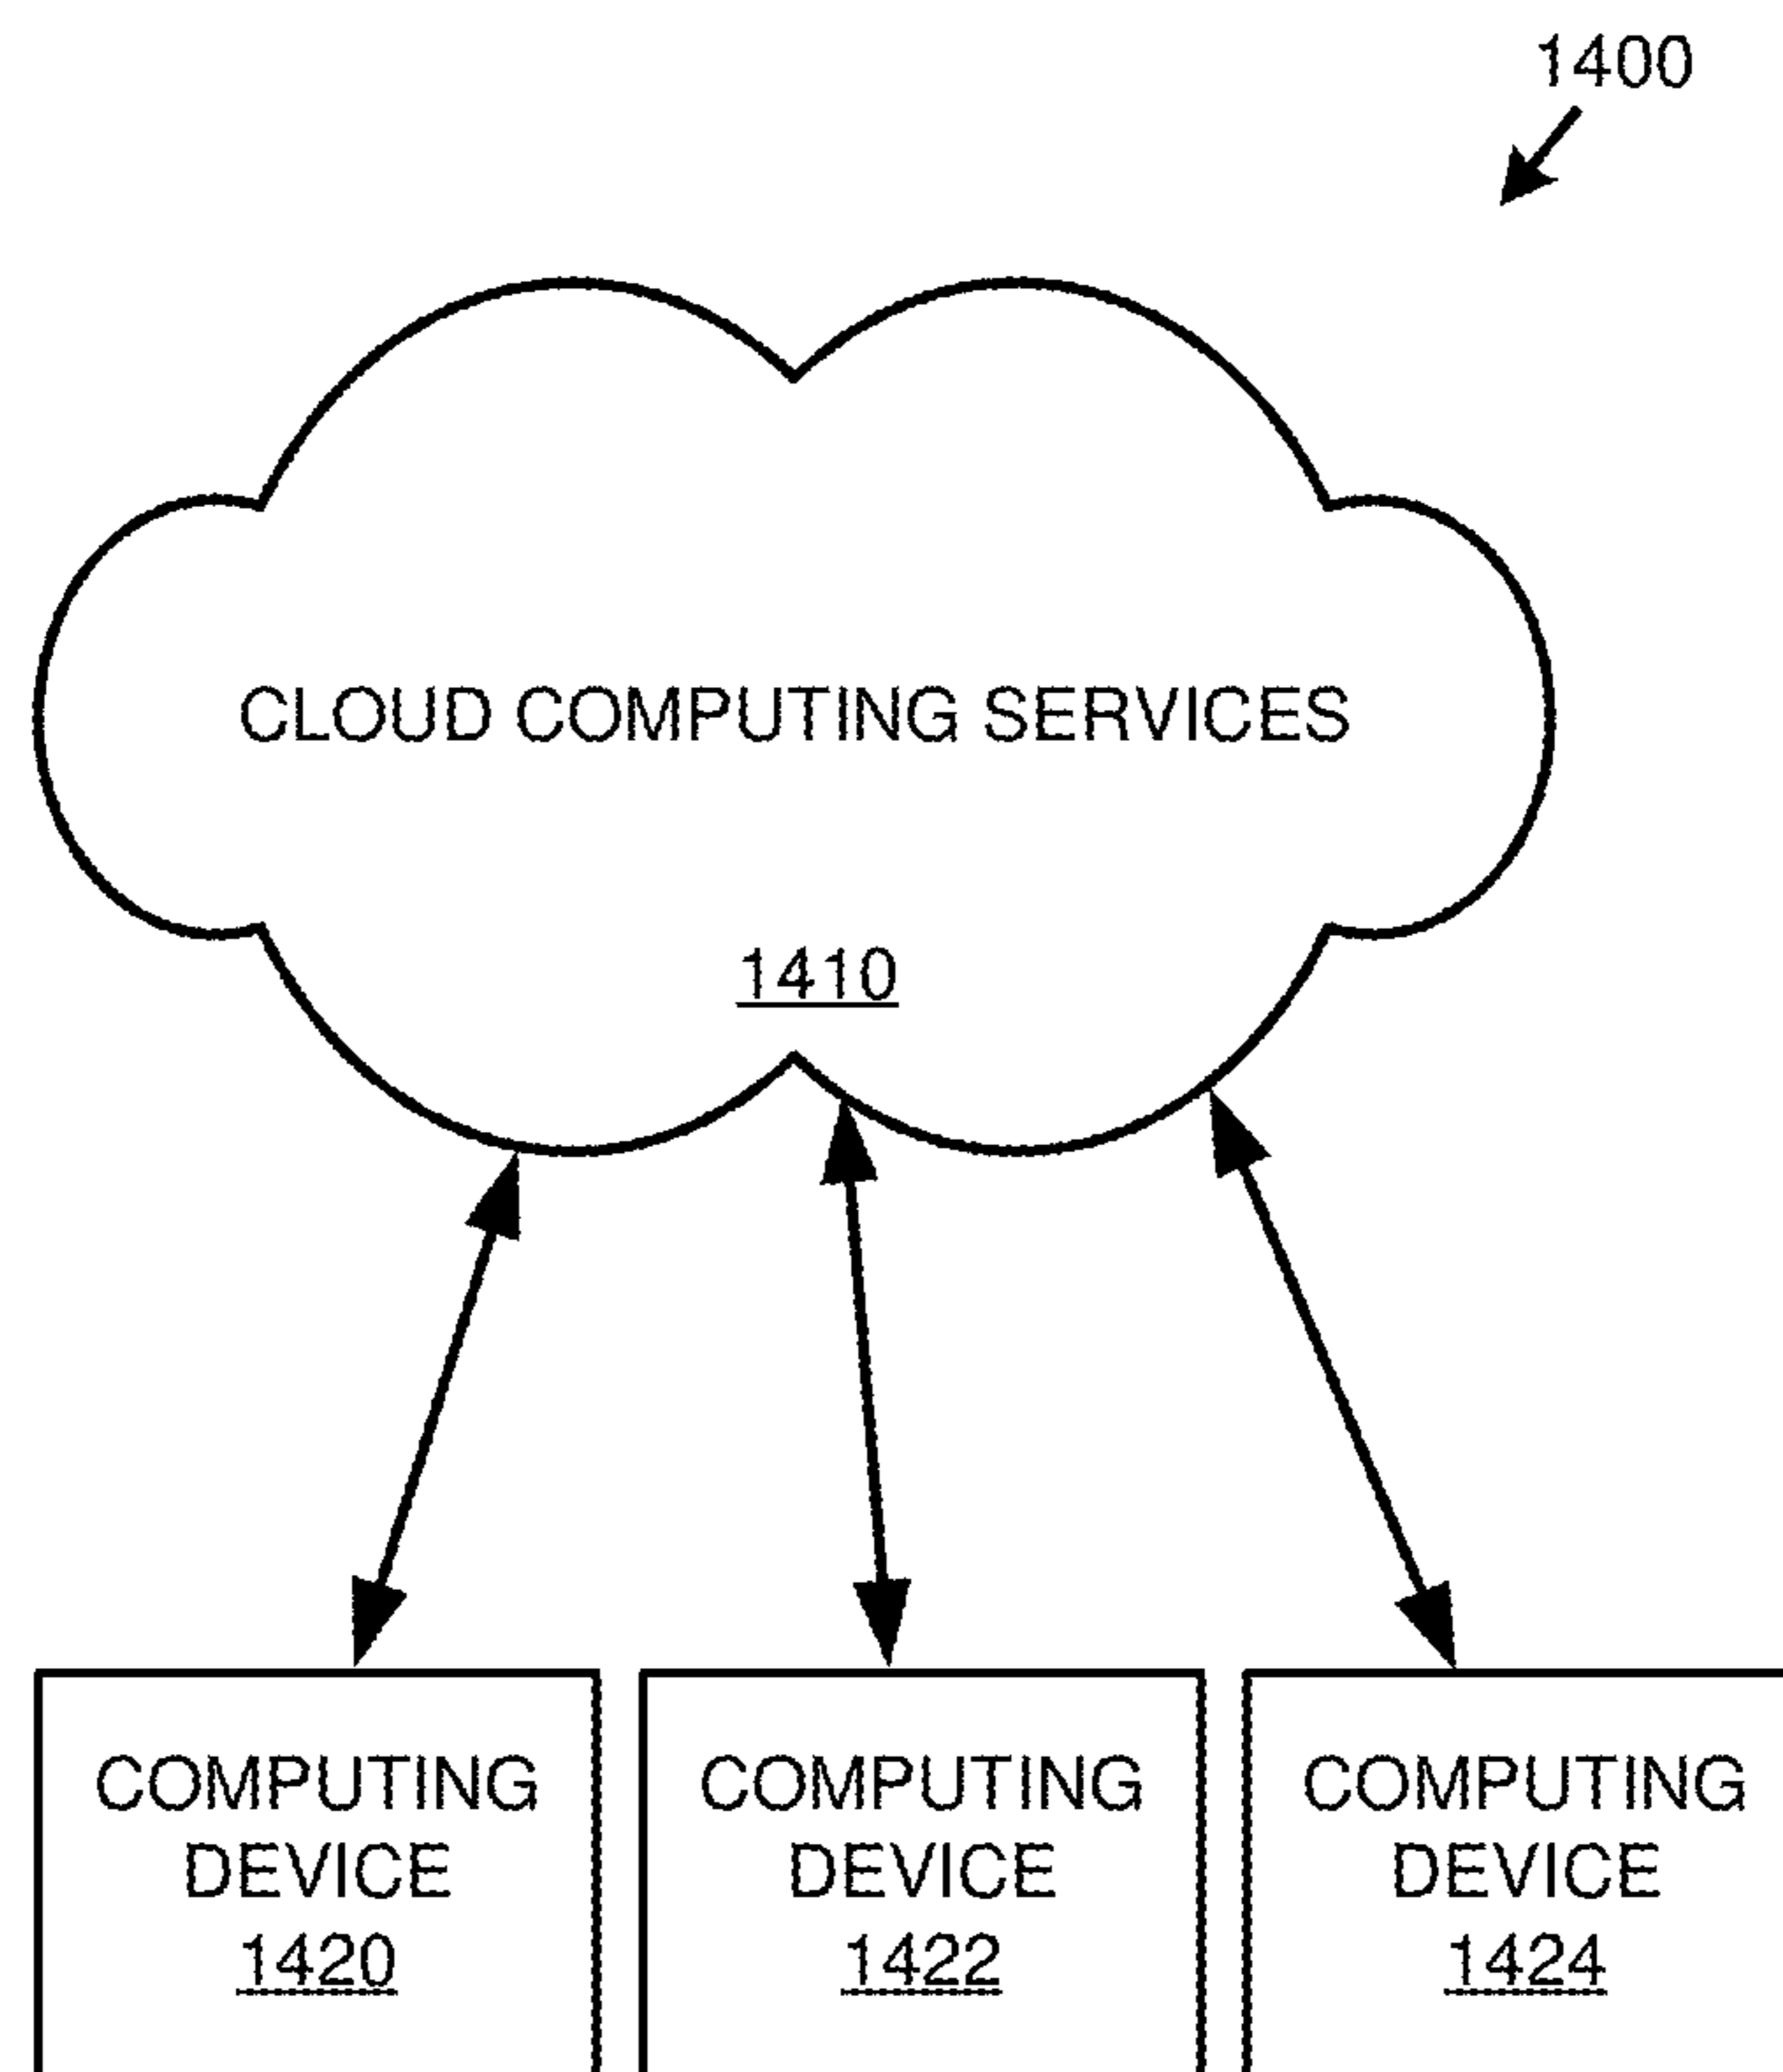 1400
CLOUD COMPUTING SERVICES
1410
COMPUTING
DEVICE
1420
COMPUTING
DEVICE
1422
COMPUTING
DEVICE
1424